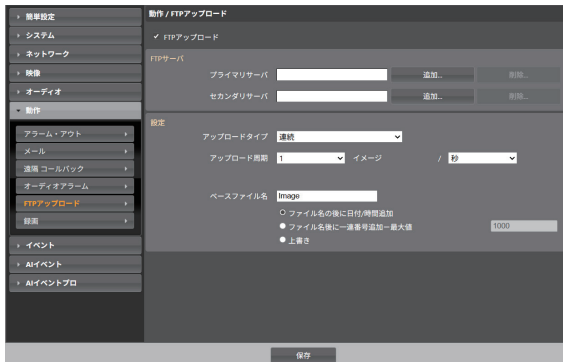 簡単設定
システム
ネットワーク
映像
オーディオ
動作
アラーム・アウト
メール
遠隔 コールバック
オーディオアラーム
FTPアップロード
録画
イベント
AIイベント
AIイベントプロ
動作 / FTPアップロード
FTPアップロード
FTPサーバ
プライマリサーバ 追加... 削除...
セカンダリサーバ 追加... 削除...
設定
アップロードタイプ 連続
アップロード周期 1 イメージ / 秒
ベースファイル名 Image
ファイル名の後に日付/時間追加
ファイル名後に一連番号追加ー最大値 1000
上書き
保存